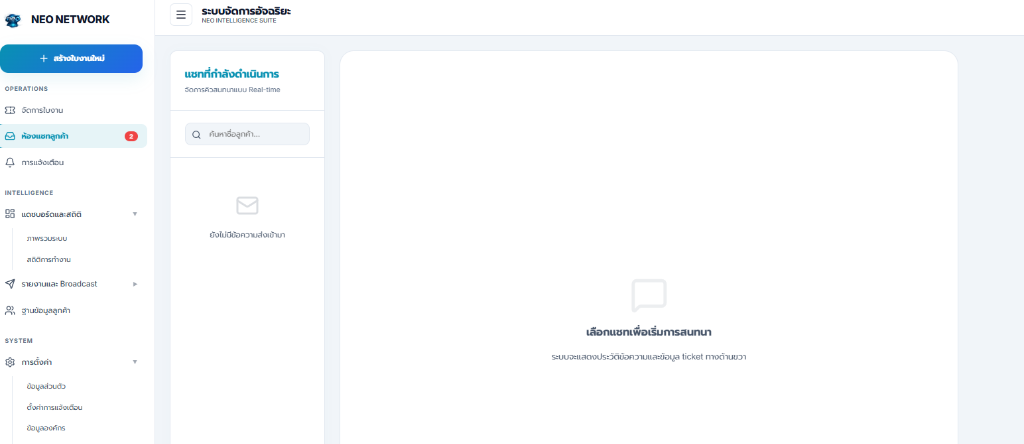 NEO NETWORK
ระบบจัดการอัจฉริยะ
NEO INTELLIGENCE SUITE
สร้างใบงานใหม่
OPERATIONS
จัดการใบงาน
ห้องแชทลูกค้า 2
การแจ้งเตือน
INTELLIGENCE
แดชบอร์ดและสถิติ
ภาพรวมระบบ
สถิติการทำงาน
รายงานและ Broadcast
ฐานข้อมูลลูกค้า
SYSTEM
การตั้งค่า
ข้อมูลส่วนตัว
ตั้งค่าการแจ้งเตือน
ข้อมูลองค์กร
แชทที่กำลังดำเนินการ
จัดการคิวสนทนาแบบ Real-time
ค้นหาชื่อลูกค้า...
ยังไม่มีข้อความส่งเข้ามา
เลือกแชทเพื่อเริ่มการสนทนา
ระบบจะแสดงประวัติข้อความและข้อมูล ticket ทางด้านขวา